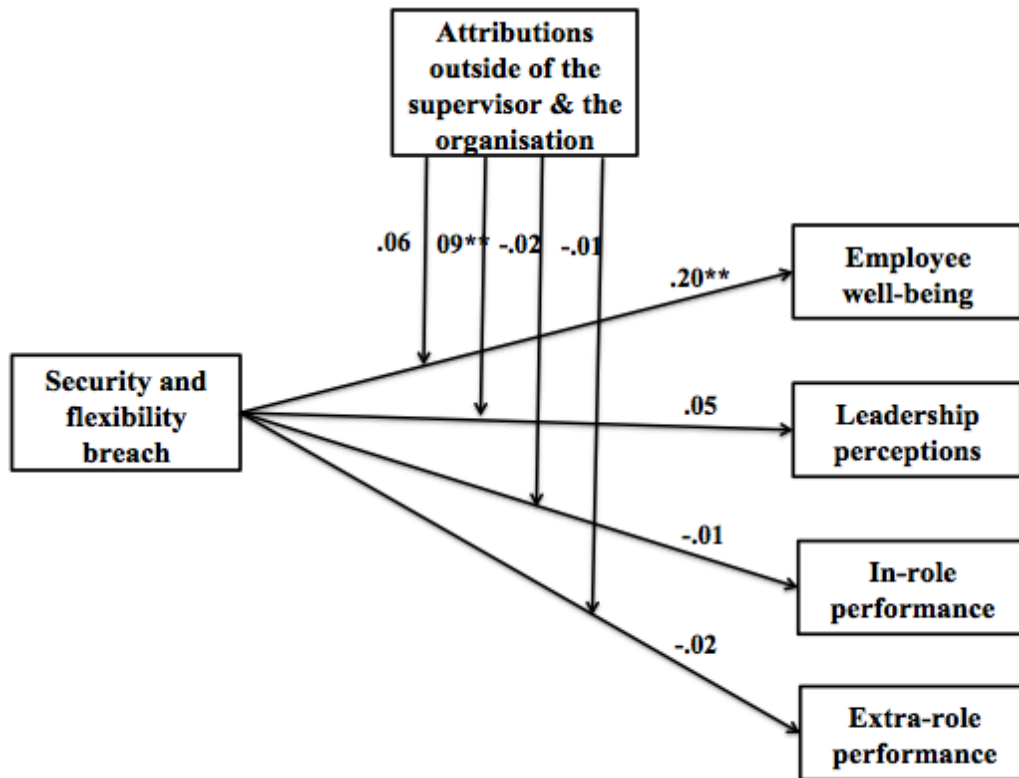 Attributions
outside of the
supervisor & the
organisation
.06
09**
-.02
-.01
.20**
Employee
well-being
Security and
flexibility
breach
.05
Leadership
perceptions
-.01
In-role
performance
-.02
Extra-role
performance